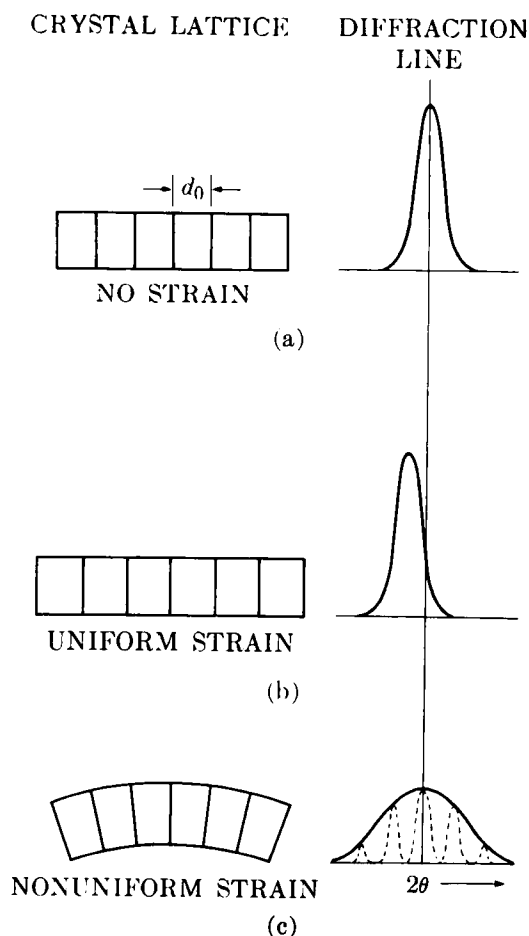 CRYSTAL LATTICE
DIFFRACTION
LINE
d₀
NO STRAIN
(a)
UNIFORM STRAIN
(b)
NONUNIFORM STRAIN
2θ
(c)